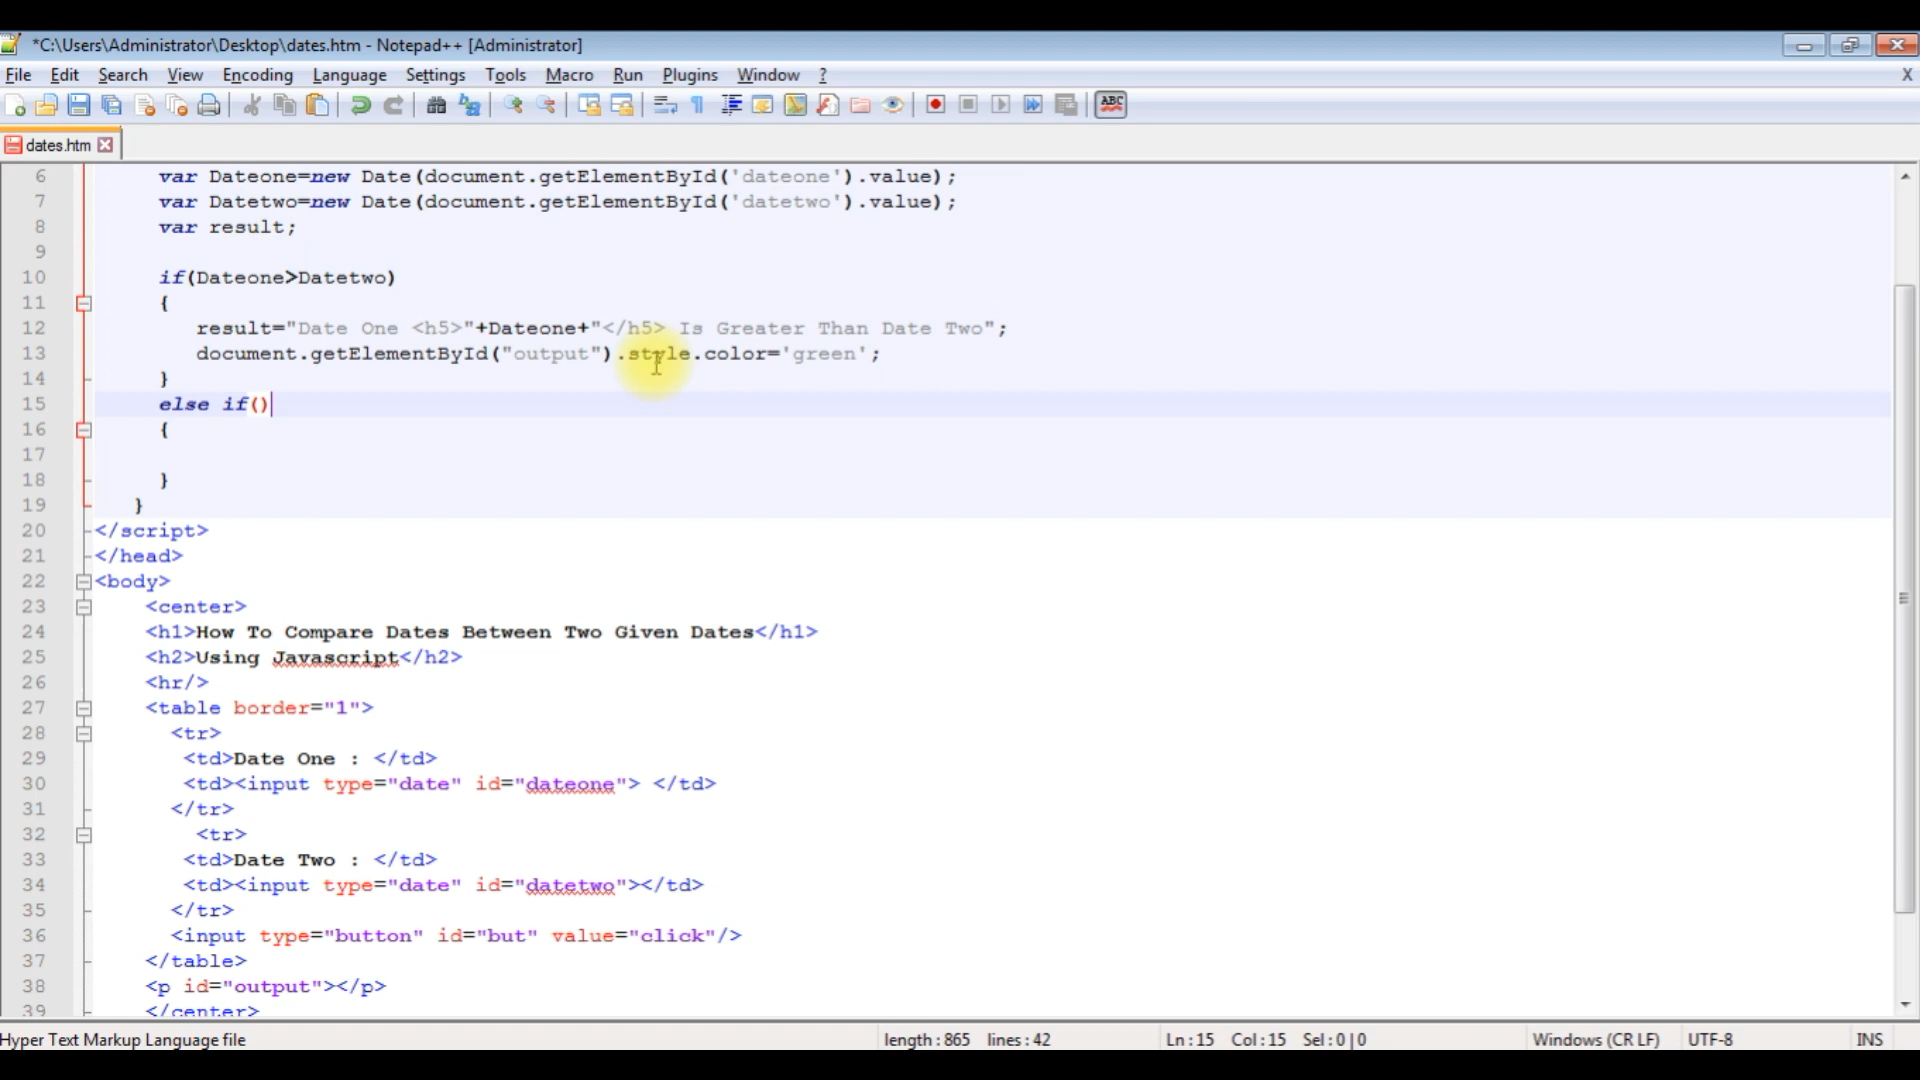 *C:\Users\Administrator\Desktop\dates.htm - Notepad++ [Administrator]
File Edit Search View Encoding Language Settings Tools Macro Run Plugins Window ? X
ABC
dates.htm
6 var Dateone=new Date(document.getElementById('dateone').value);
7 var Datetwo=new Date(document.getElementById('datetwo').value);
8 var result;
9
10 if(Dateone>Datetwo)
11 {
12 result="Date One <h5>"+Dateone+"</h5> Is Greater Than Date Two";
13 document.getElementById("output").style.color='green';
14 }
15 else if()
16 {
17
18 }
19 }
20 </script>
21 </head>
22 <body>
23 <center>
24 <h1>How To Compare Dates Between Two Given Dates</h1>
25 <h2>Using Javascript</h2>
26 <hr/>
27 <table border="1">
28 <tr>
29 <td>Date One : </td>
30 <td><input type="date" id="dateone"> </td>
31 </tr>
32 <tr>
33 <td>Date Two : </td>
34 <td><input type="date" id="datetwo"></td>
35 </tr>
36 <input type="button" id="but" value="click"/>
37 </table>
38 <p id="output"></p>
39 </center>
Hyper Text Markup Language file length : 865 lines : 42 Ln : 15 Col : 15 Sel : 0 | 0 Windows (CR LF) UTF-8 INS